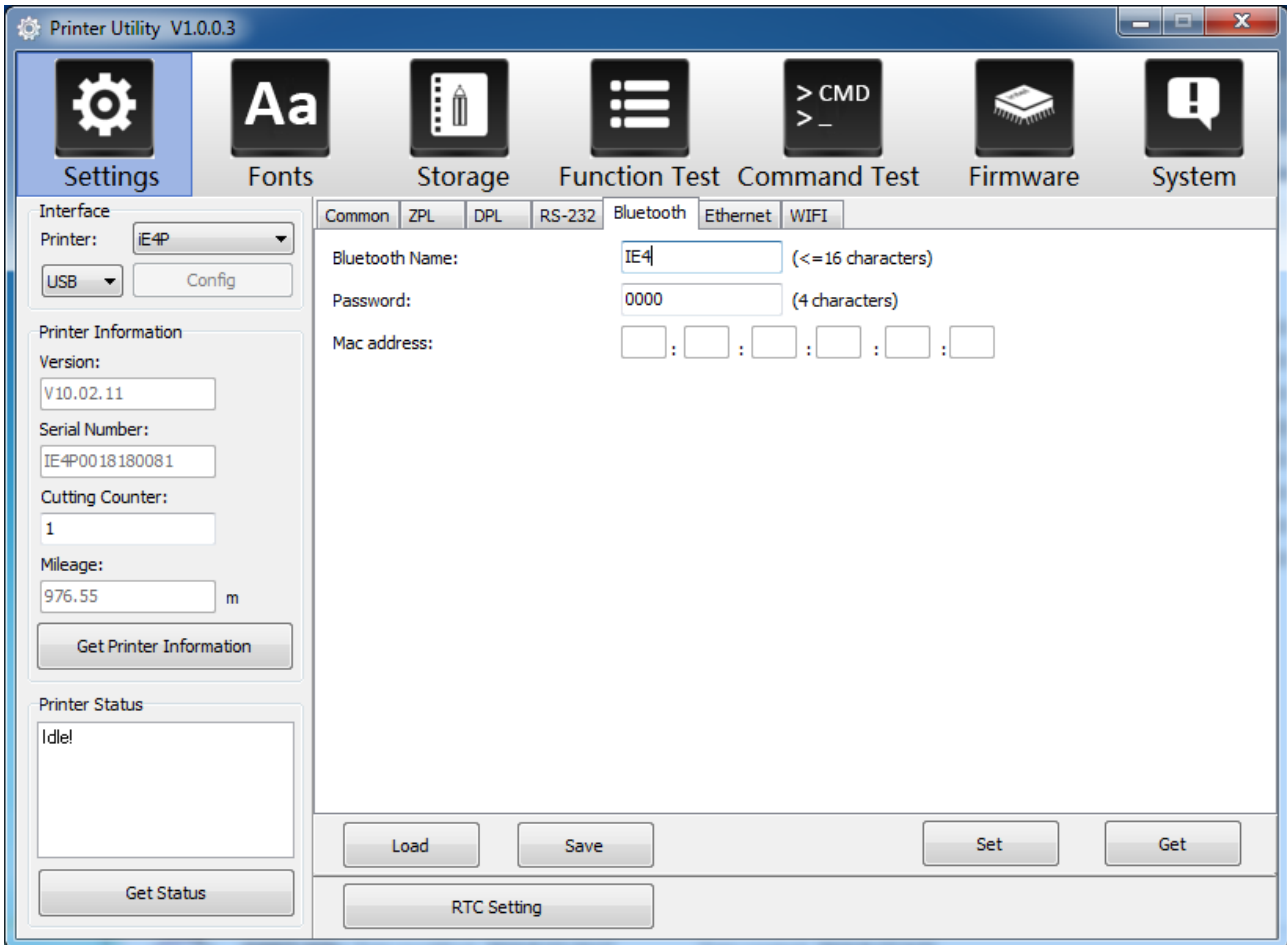 Printer Utility V1.0.0.3
Aa
> CMD
> _
Settings Fonts Storage Function Test Command Test Firmware System
Interface
Printer: iE4P
USB Config
Printer Information
Version:
V10.02.11
Serial Number:
IE4P0018180081
Cutting Counter:
1
Mileage:
976.55 m
Get Printer Information
Printer Status
Idle!
Get Status
Common ZPL DPL RS-232 Bluetooth Ethernet WIFI
Bluetooth Name: IE4 (<=16 characters)
Password: 0000 (4 characters)
Mac address: : : : : :
Load Save Set Get
RTC Setting